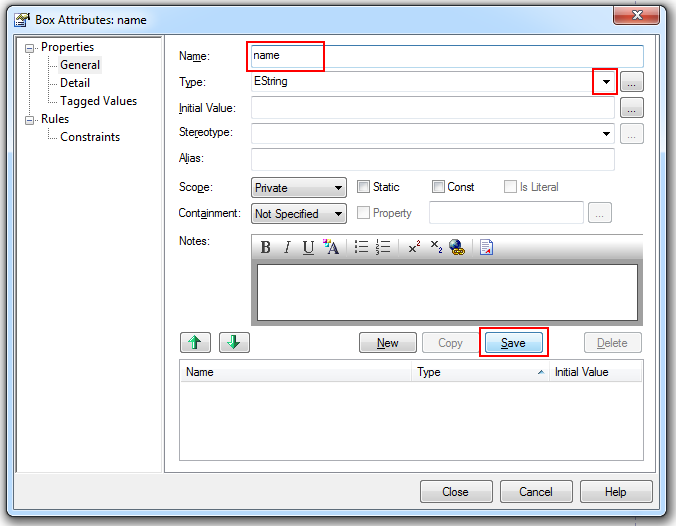 Box Attributes: name
Properties
General
Detail
Tagged Values
Rules
Constraints
Name: name
Type: EString ...
Initial Value: ...
Stereotype: ...
Alias:
Scope: Private Static Const Is Literal
Containment: Not Specified Property ...
Notes:
B I U A x² x₂
New Copy Save Delete
Name Type Initial Value
Close Cancel Help